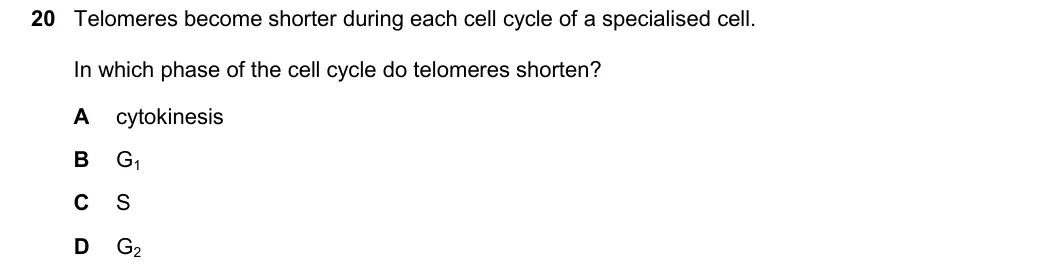 20 Telomeres become shorter during each cell cycle of a specialised cell.
In which phase of the cell cycle do telomeres shorten?
A cytokinesis
B G₁
C S
D G₂